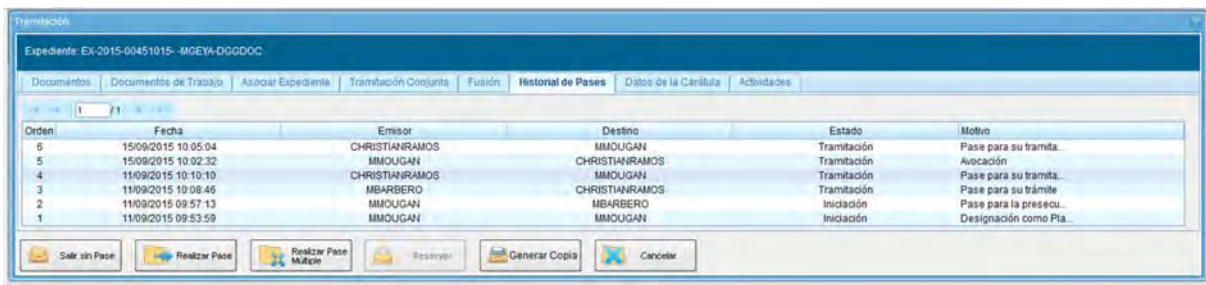 Tramitación
Expediente: EX-2015-00451015- -MGEYA-DGGDOC
Documentos Documentos de Trabajo Asociar Expediente Tramitación Conjunta Fusión Historial de Pases Datos de la Carátula Actividades
1 /1
Orden Fecha Emisor Destino Estado Motivo
6 15/09/2015 10:05:04 CHRISTIANRAMOS MMOUGAN Tramitación Pase para su tramita...
5 15/09/2015 10:02:32 MMOUGAN CHRISTIANRAMOS Tramitación Avocación
4 11/09/2015 10:10:10 CHRISTIANRAMOS MMOUGAN Tramitación Pase para su tramita...
3 11/09/2015 10:08:46 MBARBERO CHRISTIANRAMOS Tramitación Pase para su trámite
2 11/09/2015 09:57:13 MMOUGAN MBARBERO Iniciación Pase para la presecu...
1 11/09/2015 09:53:59 MMOUGAN MMOUGAN Iniciación Designación como Pla...
Salir sin Pase Realizar Pase Realizar Pase Múltiple Reservar Generar Copia Cancelar